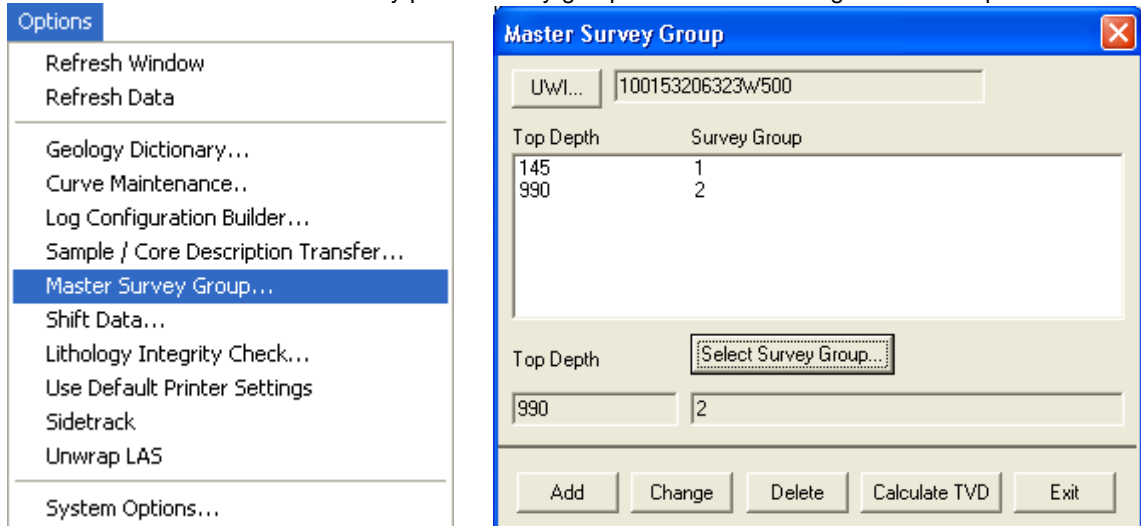 Options
Refresh Window
Refresh Data
Geology Dictionary...
Curve Maintenance..
Log Configuration Builder...
Sample / Core Description Transfer...
Master Survey Group...
Shift Data...
Lithology Integrity Check...
Use Default Printer Settings
Sidetrack
Unwrap LAS
System Options...
Master Survey Group
UWI... 100153206323W500
Top Depth Survey Group
145 1
990 2
Top Depth Select Survey Group...
990 2
Add Change Delete Calculate TVD Exit